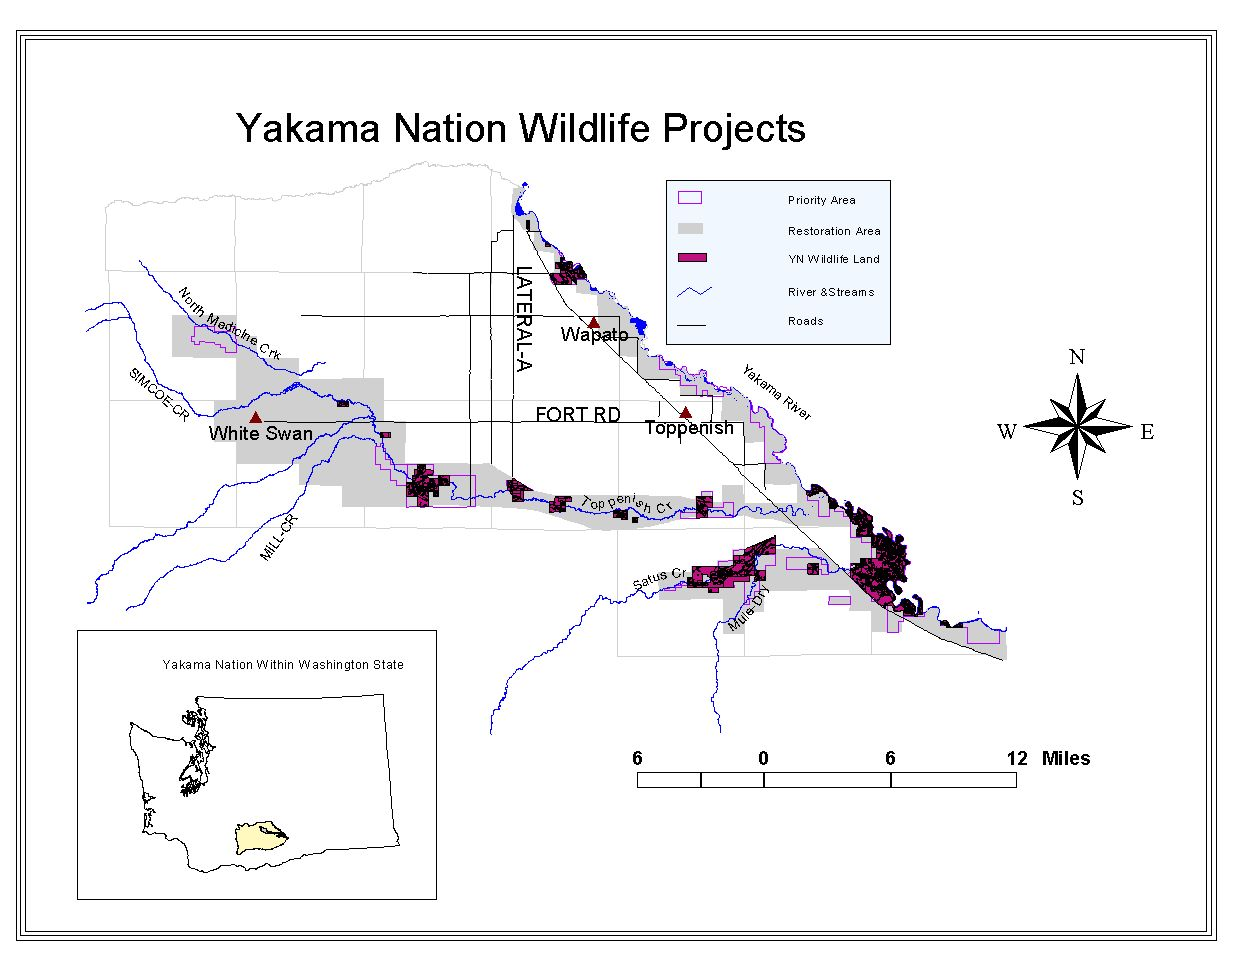 Yakama Nation Wildlife Projects
Priority Area
Restoration Area
YN Wildlife Land
River &Streams
Roads
North Madicine Crk
SIMCOE-CR
White Swan
MILL-CR
LATERAL-A
Wapato
FORT RD
Toppenish
Yakama River
Toppenish Cr
Satus Cr
Mule-Dry
N
W
E
S
Yakama Nation Within Washington State
6 0 6 12 Miles